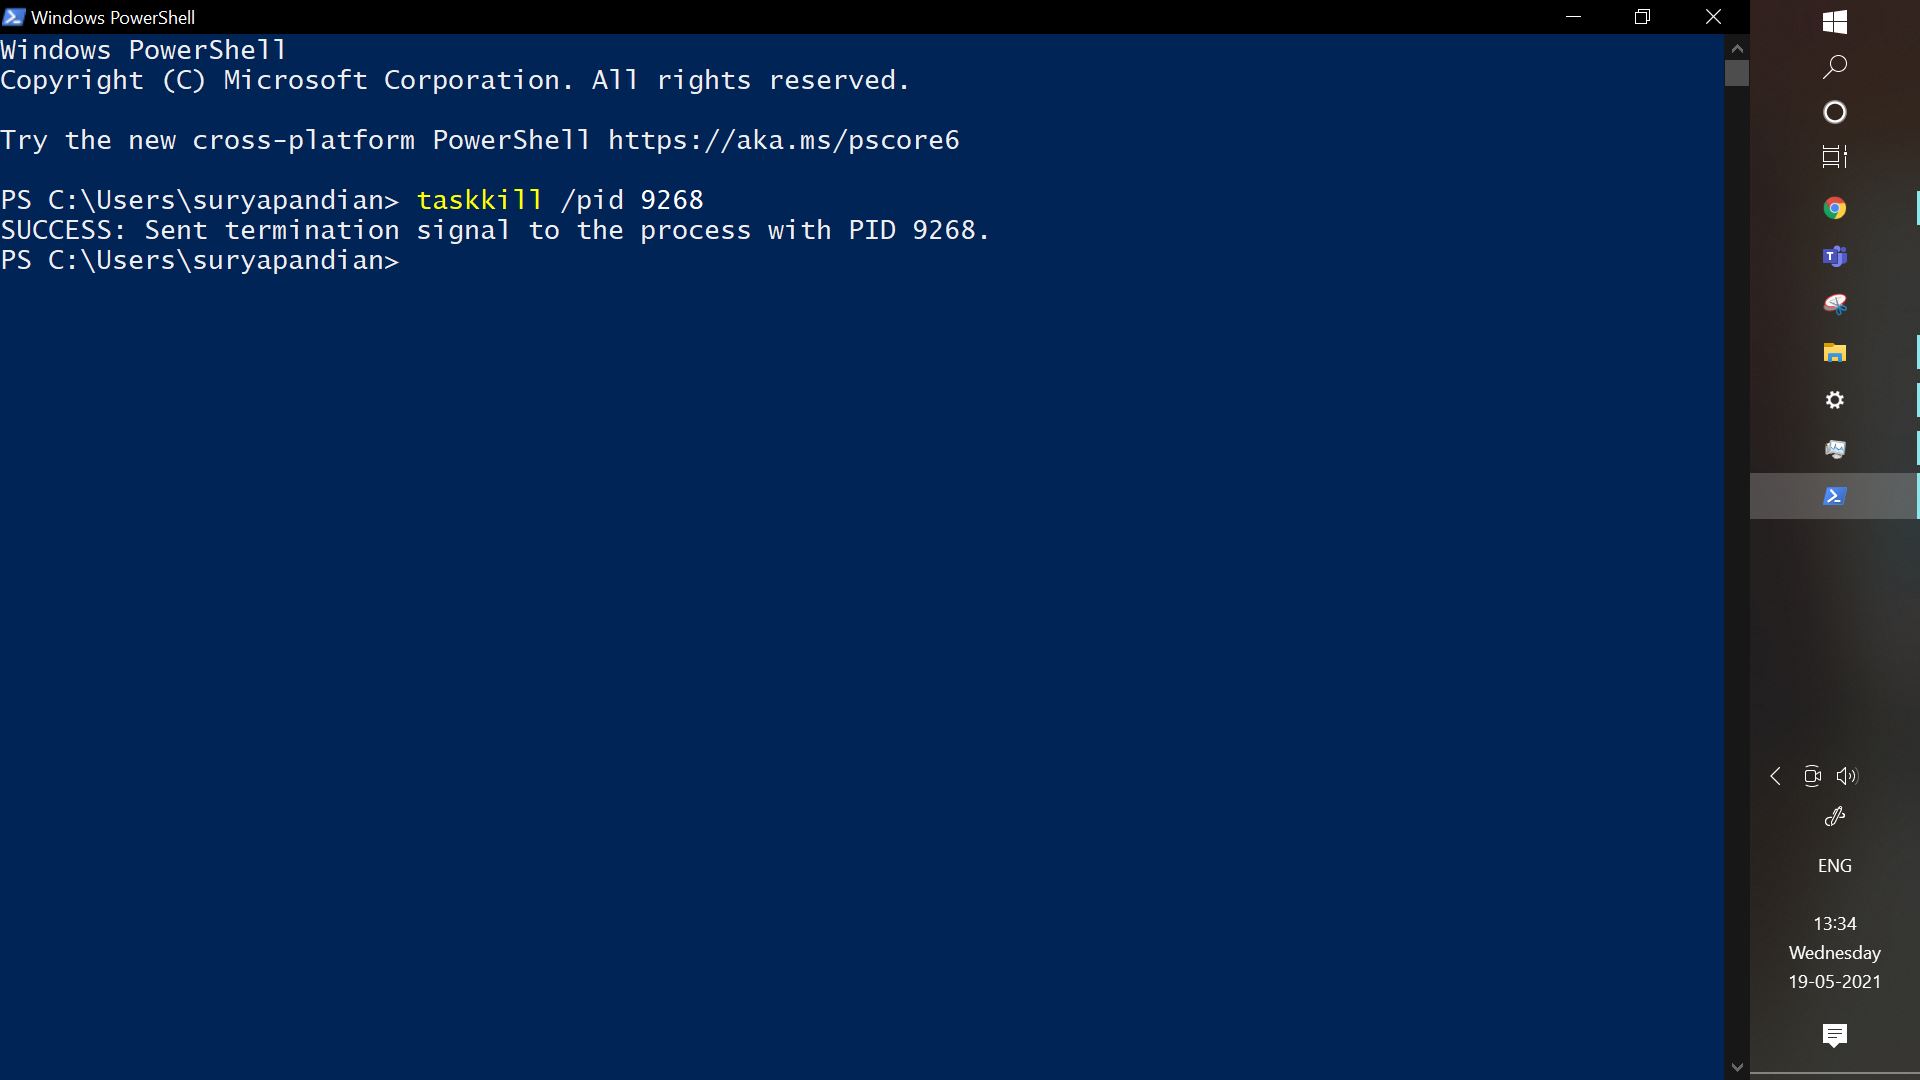 Windows PowerShell
Windows PowerShell
Copyright (C) Microsoft Corporation. All rights reserved.
Try the new cross-platform PowerShell https://aka.ms/pscore6
PS C:\Users\suryapandian> taskkill /pid 9268
SUCCESS: Sent termination signal to the process with PID 9268.
PS C:\Users\suryapandian>
ENG
13:34
Wednesday
19-05-2021